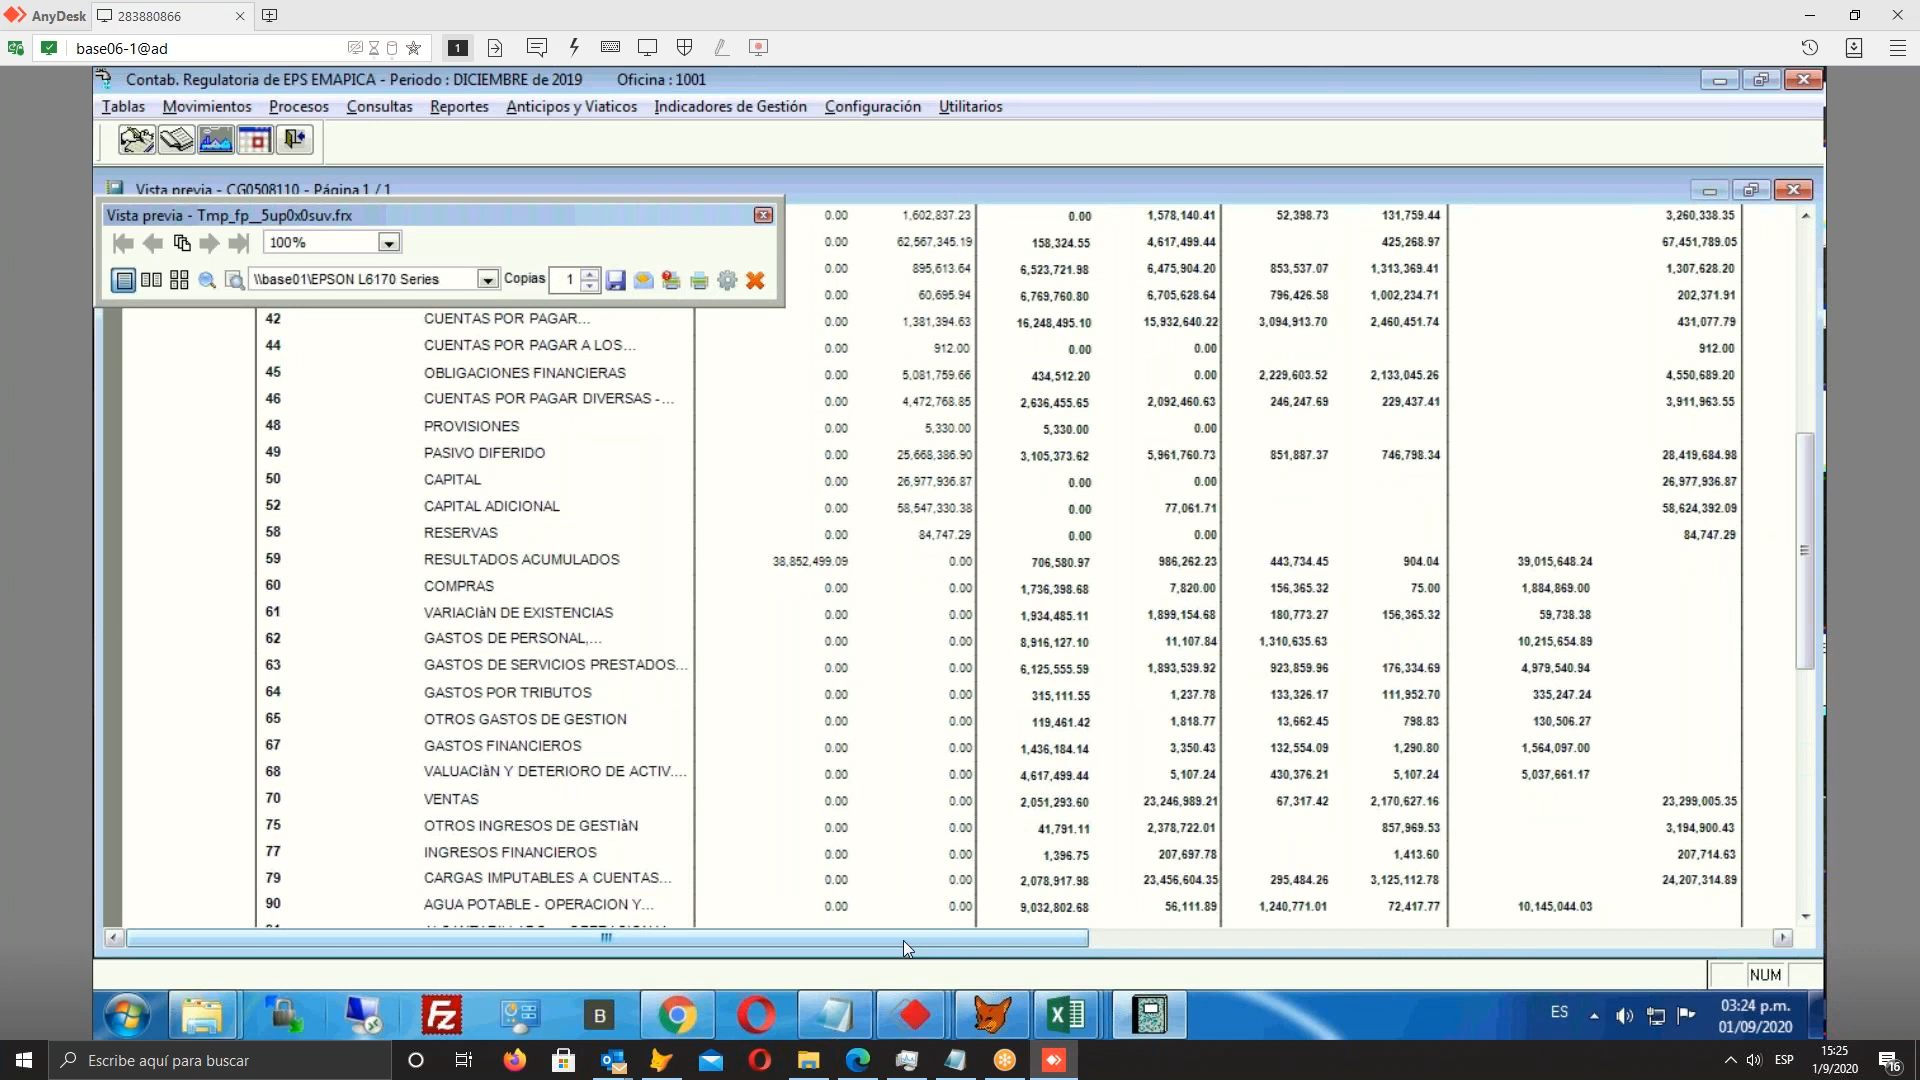 AnyDesk 283880866
base06-1@ad 1
Contab. Regulatoria de EPS EMAPICA - Periodo : DICIEMBRE de 2019 Oficina : 1001
Tablas Movimientos Procesos Consultas Reportes Anticipos y Viaticos Indicadores de Gestión Configuración Utilitarios
Vista previa - CG0508110 - Página 1 / 1
Vista previa - Tmp_fp__5up0x0suv.frx
100%
\\base01\EPSON L6170 Series Copias 1
0.00 1,602,837.23 0.00 1,578,140.41 52,398.73 131,759.44 3,260,338.35
0.00 62,567,345.19 158,324.55 4,617,499.44 425,268.97 67,451,789.05
0.00 895,613.64 6,523,721.98 6,475,904.20 853,537.07 1,313,369.41 1,307,628.20
0.00 60,695.94 6,769,760.80 6,705,628.64 796,426.58 1,002,234.71 202,371.91
42 CUENTAS POR PAGAR... 0.00 1,381,394.63 16,248,495.10 15,932,640.22 3,094,913.70 2,460,451.74 431,077.79
44 CUENTAS POR PAGAR A LOS... 0.00 912.00 0.00 0.00 912.00
45 OBLIGACIONES FINANCIERAS 0.00 5,081,759.66 434,512.20 0.00 2,229,603.52 2,133,045.26 4,550,689.20
46 CUENTAS POR PAGAR DIVERSAS -... 0.00 4,472,768.85 2,636,455.65 2,092,460.63 246,247.69 229,437.41 3,911,963.55
48 PROVISIONES 0.00 5,330.00 5,330.00 0.00
49 PASIVO DIFERIDO 0.00 25,668,386.90 3,105,373.62 5,961,760.73 851,887.37 746,798.34 28,419,684.98
50 CAPITAL 0.00 26,977,936.87 0.00 0.00 26,977,936.87
52 CAPITAL ADICIONAL 0.00 58,547,330.38 0.00 77,061.71 58,624,392.09
58 RESERVAS 0.00 84,747.29 0.00 0.00 84,747.29
59 RESULTADOS ACUMULADOS 38,852,499.09 0.00 706,580.97 986,262.23 443,734.45 904.04 39,015,648.24
60 COMPRAS 0.00 0.00 1,736,398.68 7,820.00 156,365.32 75.00 1,884,869.00
61 VARIACIàN DE EXISTENCIAS 0.00 0.00 1,934,485.11 1,899,154.68 180,773.27 156,365.32 59,738.38
62 GASTOS DE PERSONAL,... 0.00 0.00 8,916,127.10 11,107.84 1,310,635.63 10,215,654.89
63 GASTOS DE SERVICIOS PRESTADOS... 0.00 0.00 6,125,555.59 1,893,539.92 923,859.96 176,334.69 4,979,540.94
64 GASTOS POR TRIBUTOS 0.00 0.00 315,111.55 1,237.78 133,326.17 111,952.70 335,247.24
65 OTROS GASTOS DE GESTION 0.00 0.00 119,461.42 1,818.77 13,662.45 798.83 130,506.27
67 GASTOS FINANCIEROS 0.00 0.00 1,436,184.14 3,350.43 132,554.09 1,290.80 1,564,097.00
68 VALUACIàN Y DETERIORO DE ACTIV.... 0.00 0.00 4,617,499.44 5,107.24 430,376.21 5,107.24 5,037,661.17
70 VENTAS 0.00 0.00 2,051,293.60 23,246,989.21 67,317.42 2,170,627.16 23,299,005.35
75 OTROS INGRESOS DE GESTIàN 0.00 0.00 41,791.11 2,378,722.01 857,969.53 3,194,900.43
77 INGRESOS FINANCIEROS 0.00 0.00 1,396.75 207,697.78 1,413.60 207,714.63
79 CARGAS IMPUTABLES A CUENTAS... 0.00 0.00 2,078,917.98 23,456,604.35 295,484.26 3,125,112.78 24,207,314.89
90 AGUA POTABLE - OPERACION Y... 0.00 0.00 9,032,802.68 56,111.89 1,240,771.01 72,417.77 10,145,044.03
NUM
B ES 03:24 p.m.
01/09/2020
Escribe aquí para buscar ESP 15:25
1/9/2020 16